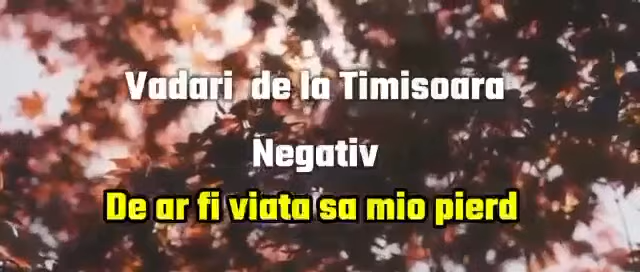 Vadari de la Timisoara
Negativ
De ar fi viata sa mio pierd